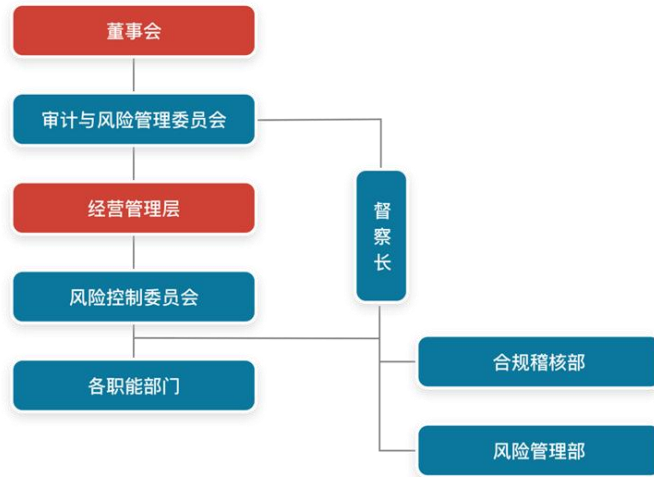 董事会
审计与风险管理委员会
经营管理层
督察长
风险控制委员会
合规稽核部
各职能部门
风险管理部